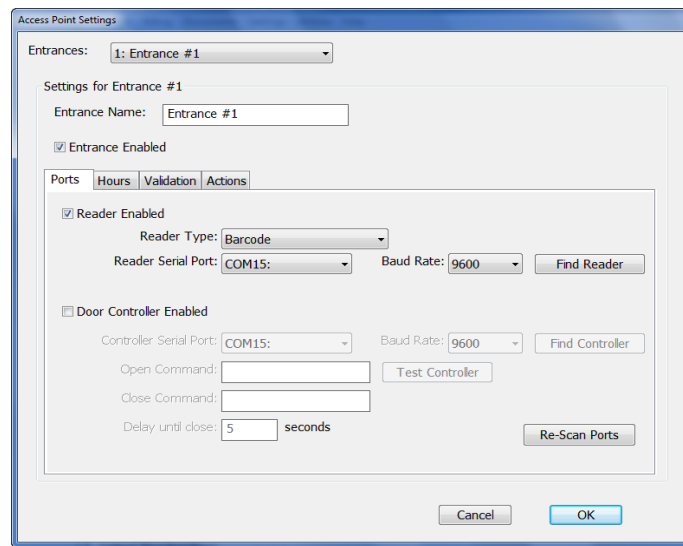 Access Point Settings
Entrances: 1: Entrance #1
Settings for Entrance #1
Entrance Name: Entrance #1
Entrance Enabled
Ports Hours Validation Actions
Reader Enabled
Reader Type: Barcode
Reader Serial Port: COM15: Baud Rate: 9600 Find Reader
Door Controller Enabled
Controller Serial Port: COM15: Baud Rate: 9600 Find Controller
Open Command: Test Controller
Close Command:
Delay until close: 5 seconds
Re-Scan Ports
Cancel OK